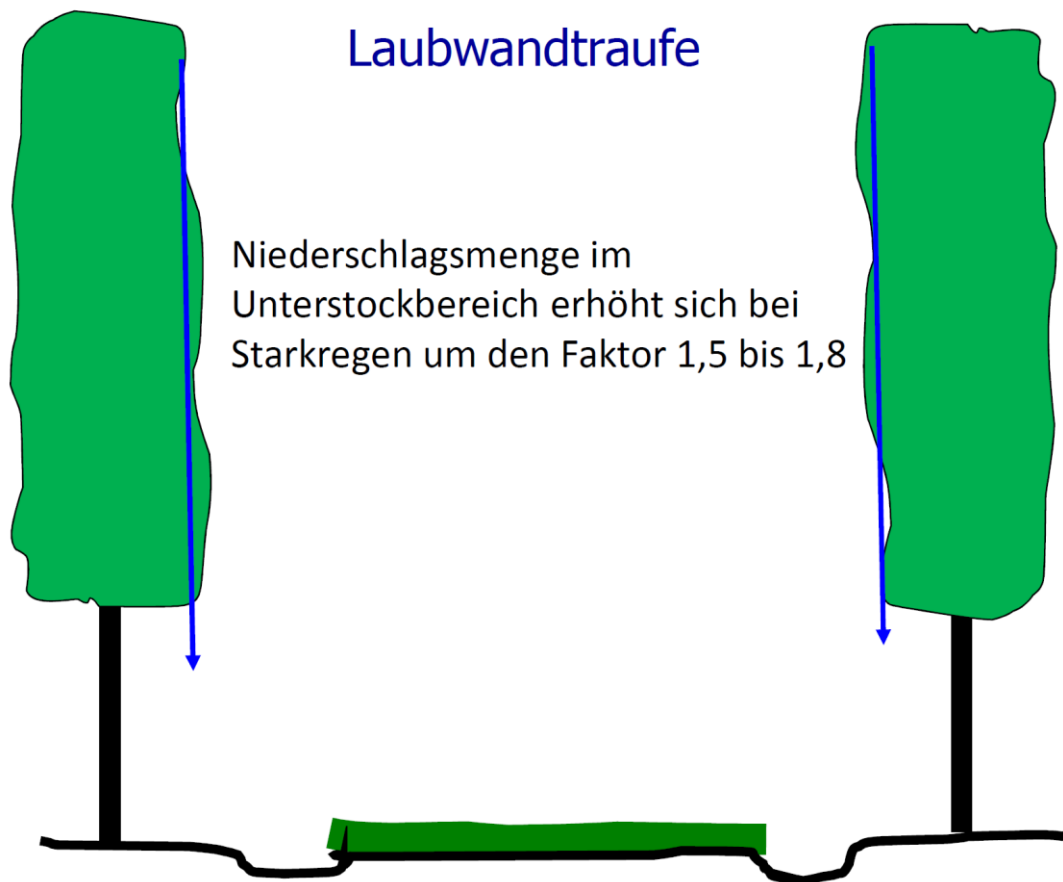 Laubwandtraufe
Niederschlagsmenge im
Unterstockbereich erhöht sich bei
Starkregen um den Faktor 1,5 bis 1,8